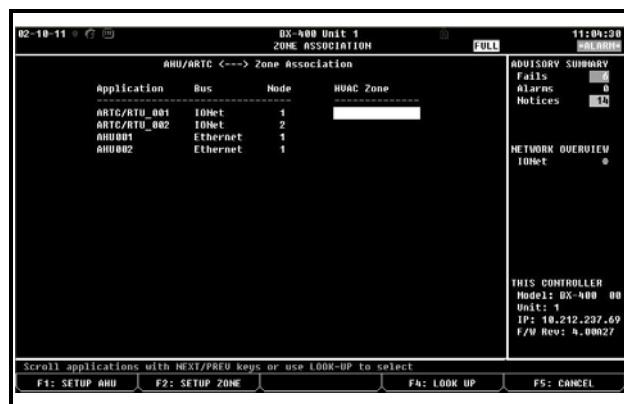 02-10-11 BX-400 Unit 1 11:04:30
ZONE ASSOCIATION FULL *ALARM*
AHU/ARTC <---> Zone Association
Application Bus Node HVAC Zone
ARTC/RTU_001 IONet 1
ARTC/RTU_002 IONet 2
AHU001 Ethernet 1
AHU002 Ethernet 1
ADVISORY SUMMARY
Fails 6
Alarms 0
Notices 14
NETWORK OVERVIEW
IONet
THIS CONTROLLER
Model: BX-400 00
Unit: 1
IP: 10.212.237.69
F/W Rev: 4.00A27
Scroll applications with NEXT/PREV keys or use LOOK-UP to select
F1: SETUP AHU F2: SETUP ZONE F4: LOOK UP F5: CANCEL